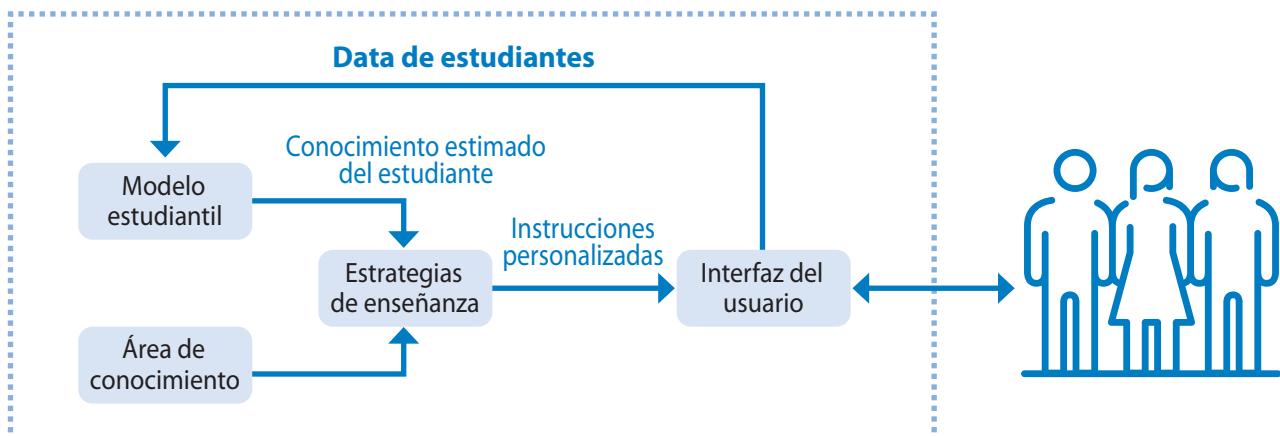 Data de estudiantes
Conocimiento estimado
del estudiante
Modelo
estudiantil
Instrucciones
personalizadas
Estrategias
de enseñanza
Interfaz del
usuario
Área de
conocimiento